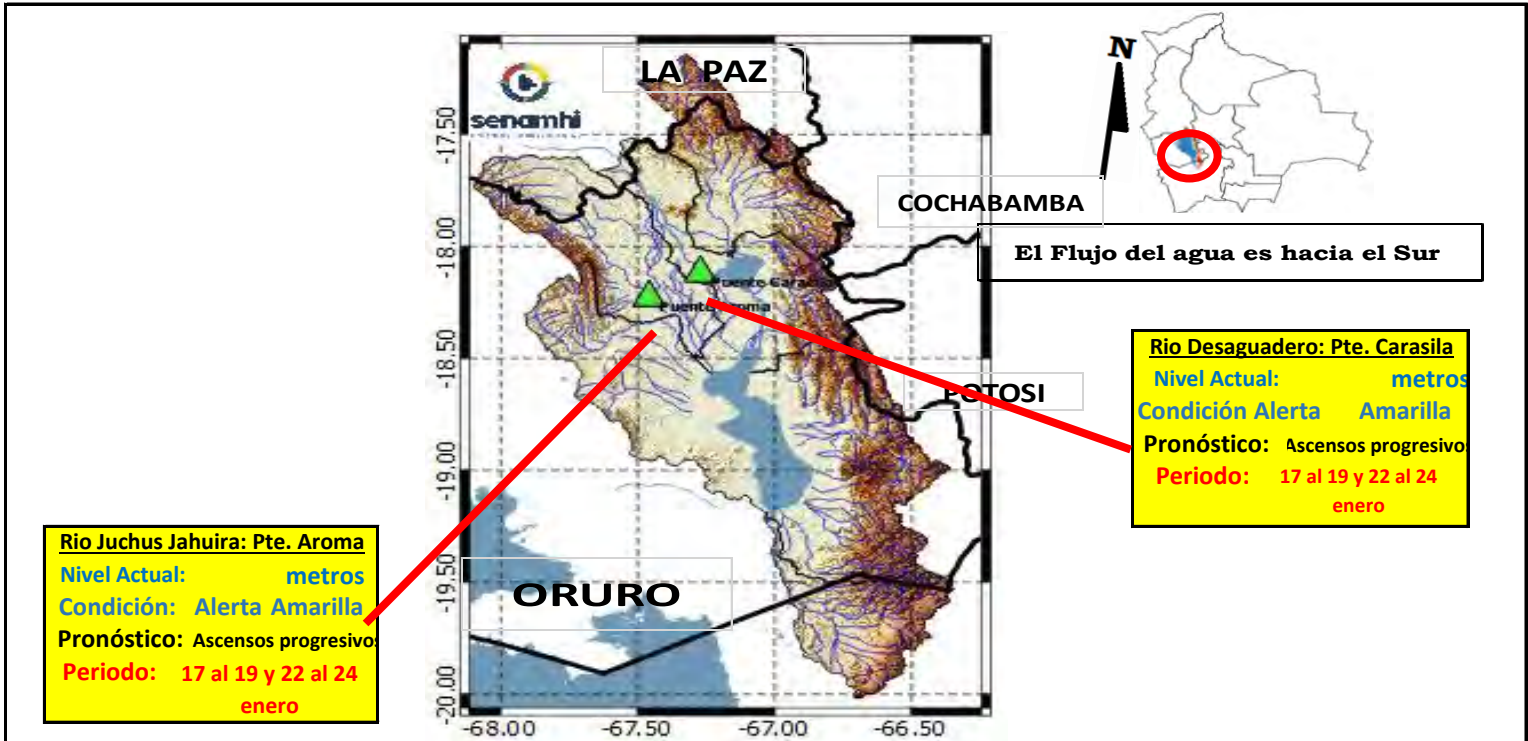 LA PAZ
senamhi
N
COCHABAMBA
El Flujo del agua es hacia el Sur
POTOSI
ORURO
Rio Desaguadero: Pte. Carasila
Nivel Actual: metros
Condición Alerta Amarilla
Pronóstico: Ascensos progresivos
Periodo: 17 al 19 y 22 al 24
enero
Rio Juchus Jahuira: Pte. Aroma
Nivel Actual: metros
Condición: Alerta Amarilla
Pronóstico: Ascensos progresivos
Periodo: 17 al 19 y 22 al 24
enero
Puente Carasila
Puente Aroma
-17.50
-18.00
-18.50
-19.00
-19.50
-20.00
-68.00 -67.50 -67.00 -66.50